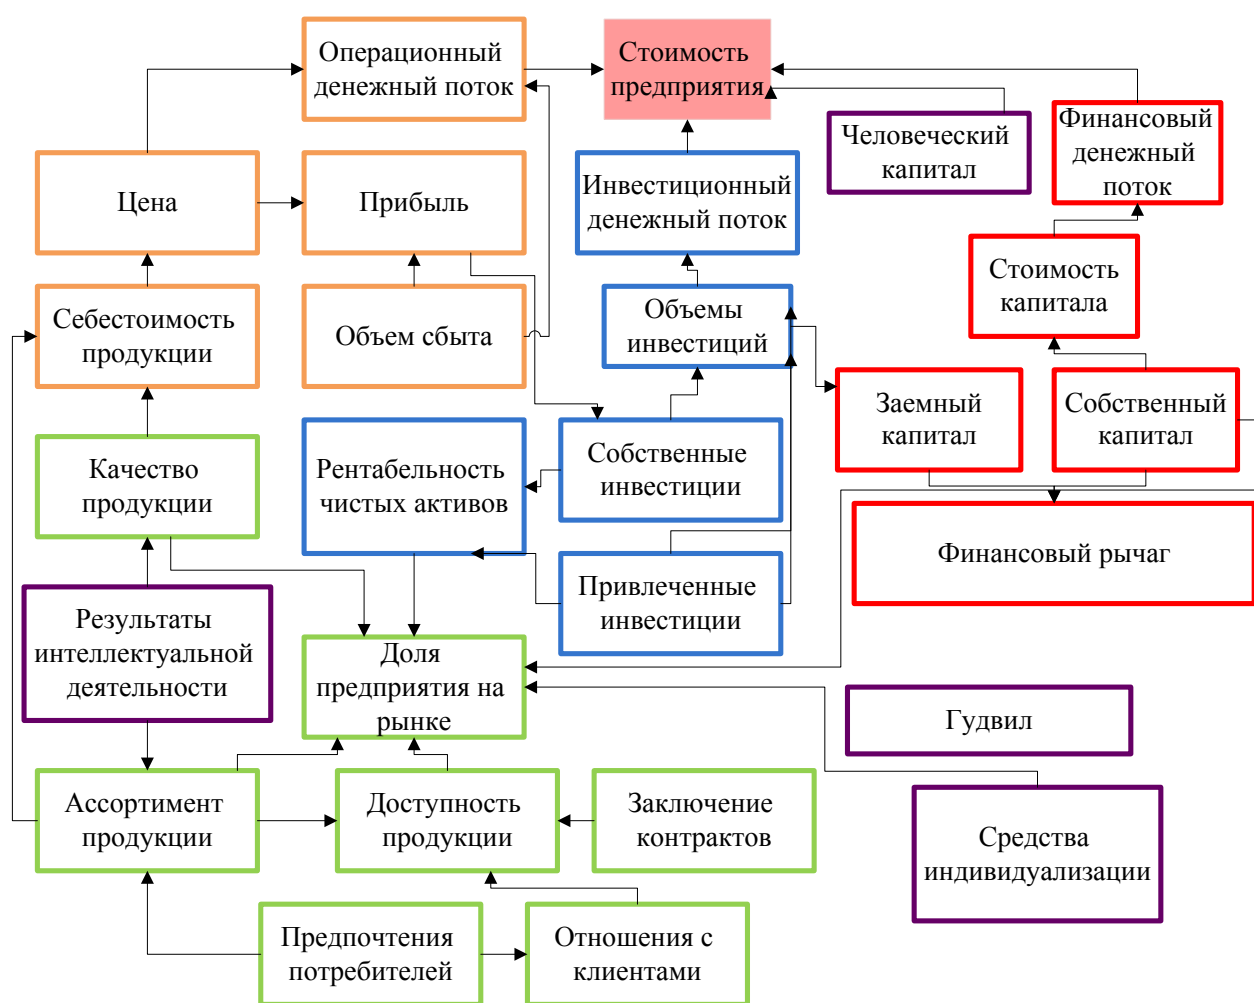 Операционный
денежный поток
Стоимость
предприятия
Человеческий
капитал
Финансовый
денежный
поток
Цена
Прибыль
Инвестиционный
денежный поток
Стоимость
капитала
Себестоимость
продукции
Объем сбыта
Объемы
инвестиций
Заемный
капитал
Собственный
капитал
Качество
продукции
Рентабельность
чистых активов
Собственные
инвестиции
Финансовый рычаг
Привлеченные
инвестиции
Результаты
интеллектуальной
деятельности
Доля
предприятия на
рынке
Гудвил
Ассортимент
продукции
Доступность
продукции
Заключение
контрактов
Средства
индивидуализации
Предпочтения
потребителей
Отношения с
клиентами